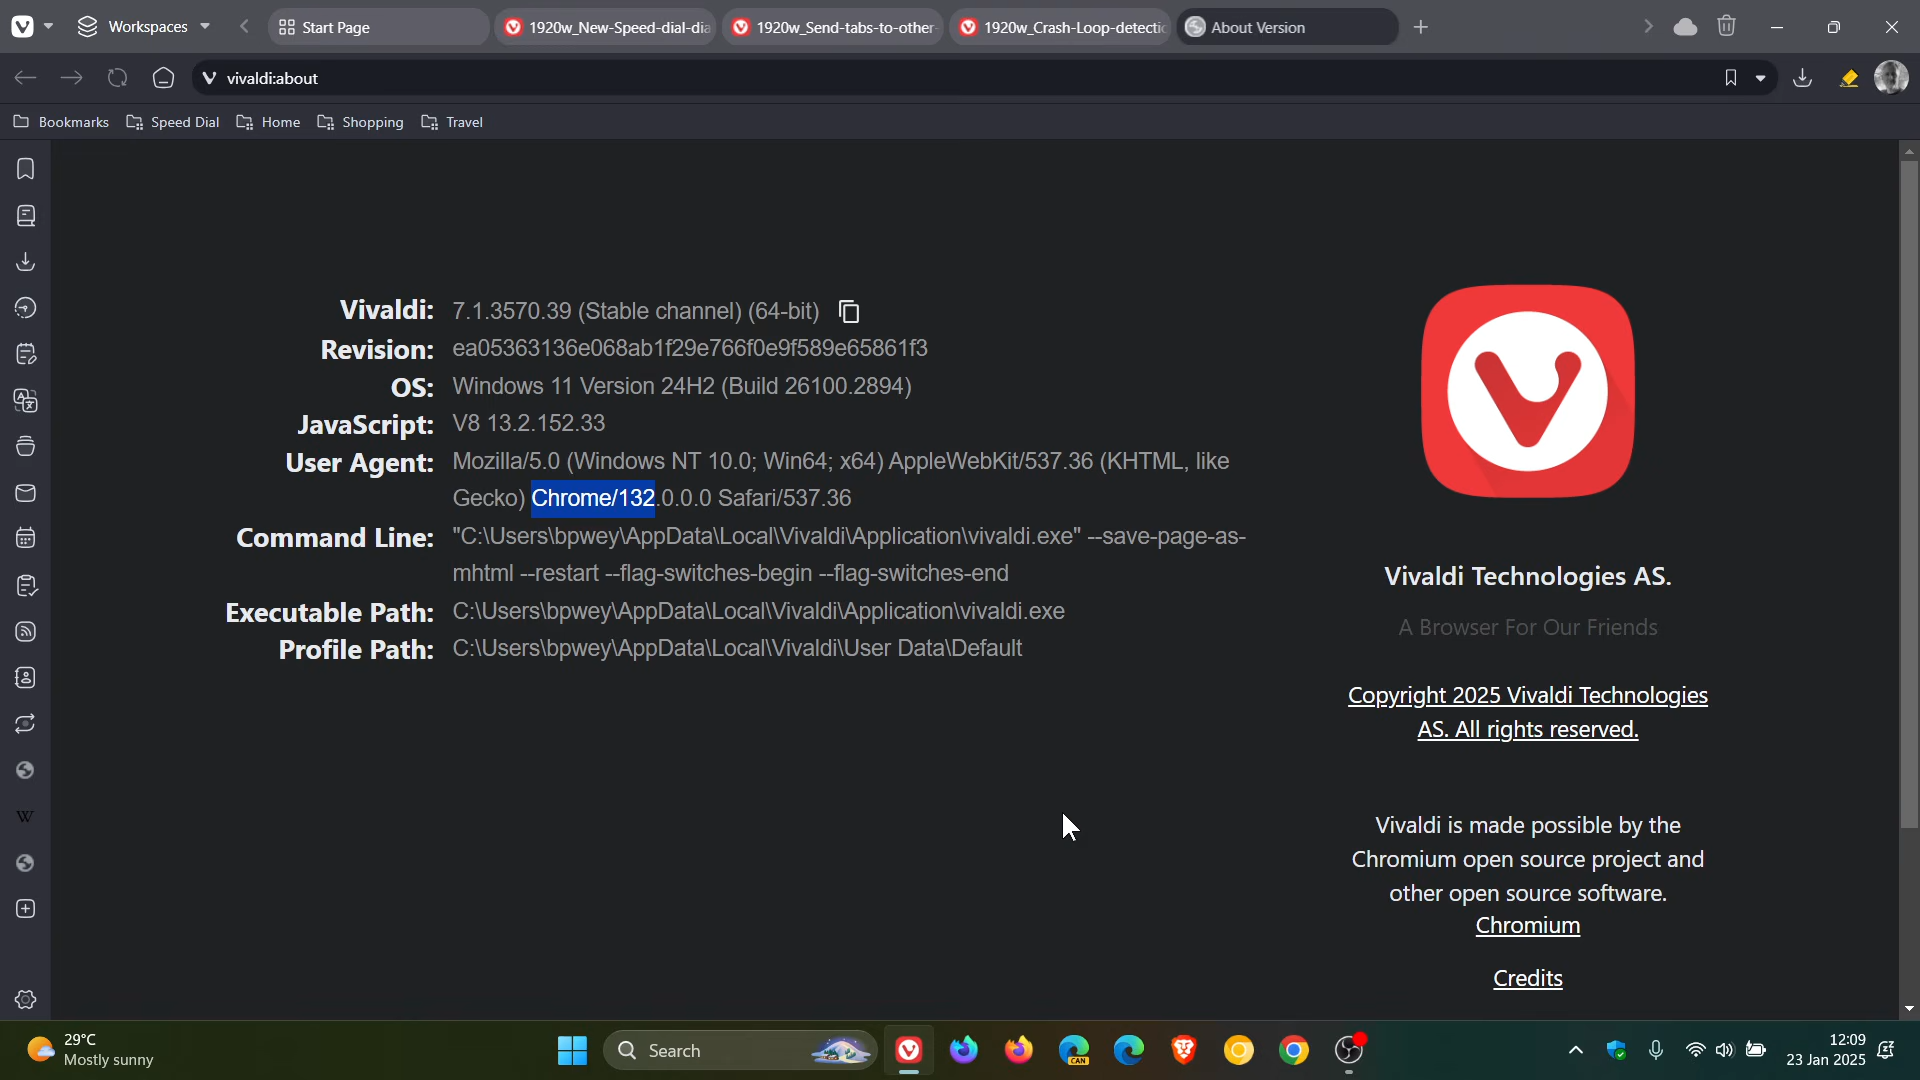 Workspaces
Start Page
1920w_New-Speed-dial-dia
1920w_Send-tabs-to-other-
1920w_Crash-Loop-detectio
About Version
vivaldi:about
Bookmarks Speed Dial Home Shopping Travel
Vivaldi: 7.1.3570.39 (Stable channel) (64-bit)
Revision: ea05363136e068ab1f29e766f0e9f589e65861f3
OS: Windows 11 Version 24H2 (Build 26100.2894)
JavaScript: V8 13.2.152.33
User Agent: Mozilla/5.0 (Windows NT 10.0; Win64; x64) AppleWebKit/537.36 (KHTML, like
Gecko) Chrome/132.0.0.0 Safari/537.36
Command Line: "C:\Users\bpwey\AppData\Local\Vivaldi\Application\vivaldi.exe" --save-page-as-
mhtml --restart --flag-switches-begin --flag-switches-end
Executable Path: C:\Users\bpwey\AppData\Local\Vivaldi\Application\vivaldi.exe
Profile Path: C:\Users\bpwey\AppData\Local\Vivaldi\User Data\Default
Vivaldi Technologies AS.
A Browser For Our Friends
Copyright 2025 Vivaldi Technologies
AS. All rights reserved.
Vivaldi is made possible by the
Chromium open source project and
other open source software.
Chromium
Credits
W
29°C
Mostly sunny
Search
CAN
12:09
23 Jan 2025